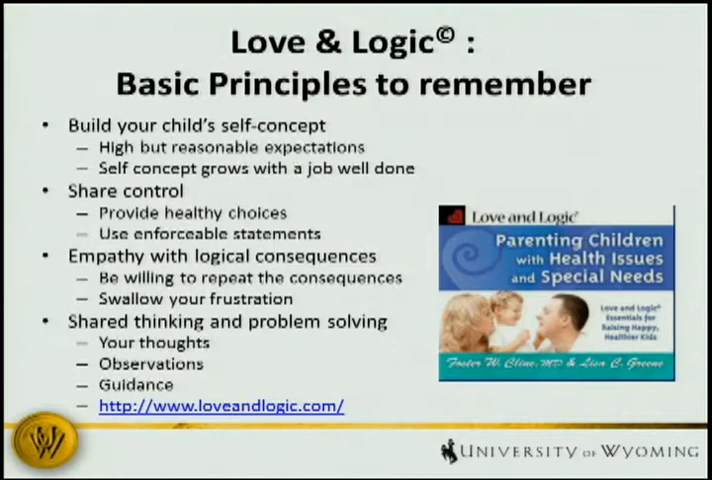 Love & Logic© :
Basic Principles to remember
• Build your child's self-concept
– High but reasonable expectations
– Self concept grows with a job well done
• Share control
– Provide healthy choices
– Use enforceable statements
• Empathy with logical consequences
– Be willing to repeat the consequences
– Swallow your frustration
• Shared thinking and problem solving
– Your thoughts
– Observations
– Guidance
– http://www.loveandlogic.com/
Love and Logic®
Parenting Children
with Health Issues
and Special Needs
Love and Logic®
Essentials for
Raising Happy,
Healthier Kids
Foster W. Cline, MD & Lisa C. Greene
W
UNIVERSITY OF WYOMING